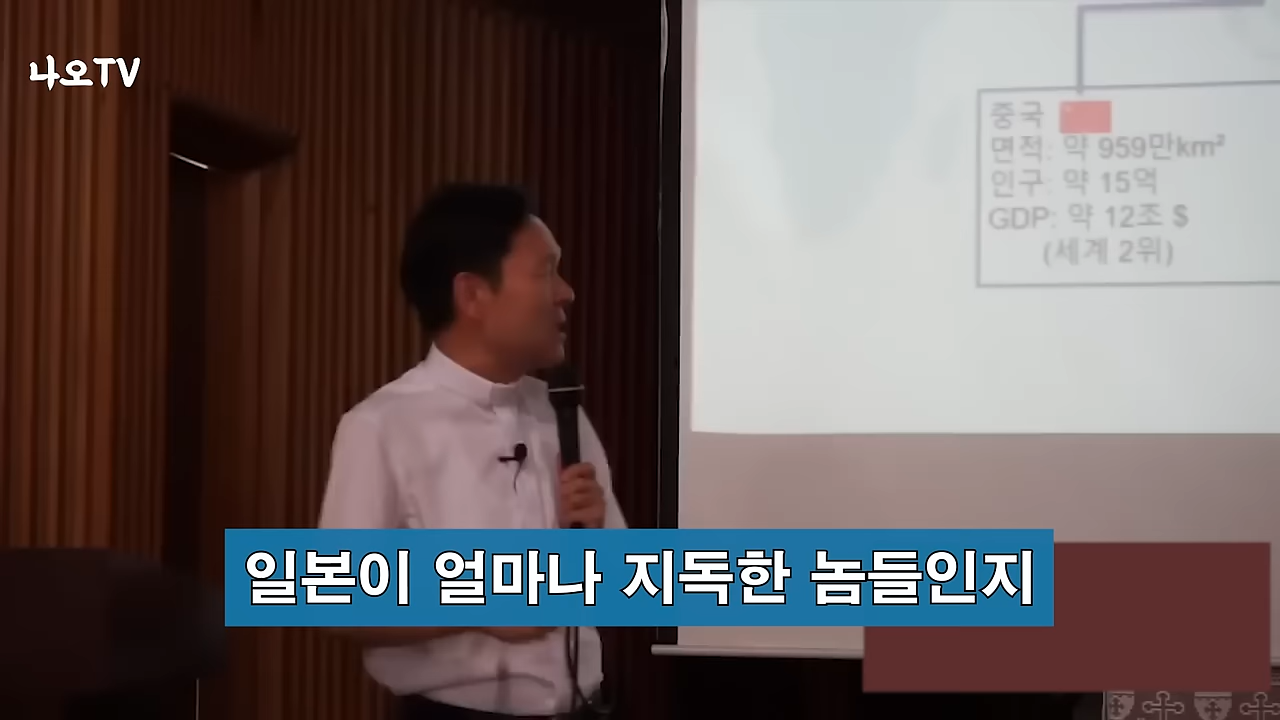 나오TV
중국
면적: 약 959만km²
인구: 약 15억
GDP: 약 12조 $
(세계 2위)
일본이 얼마나 지독한 놈들인지